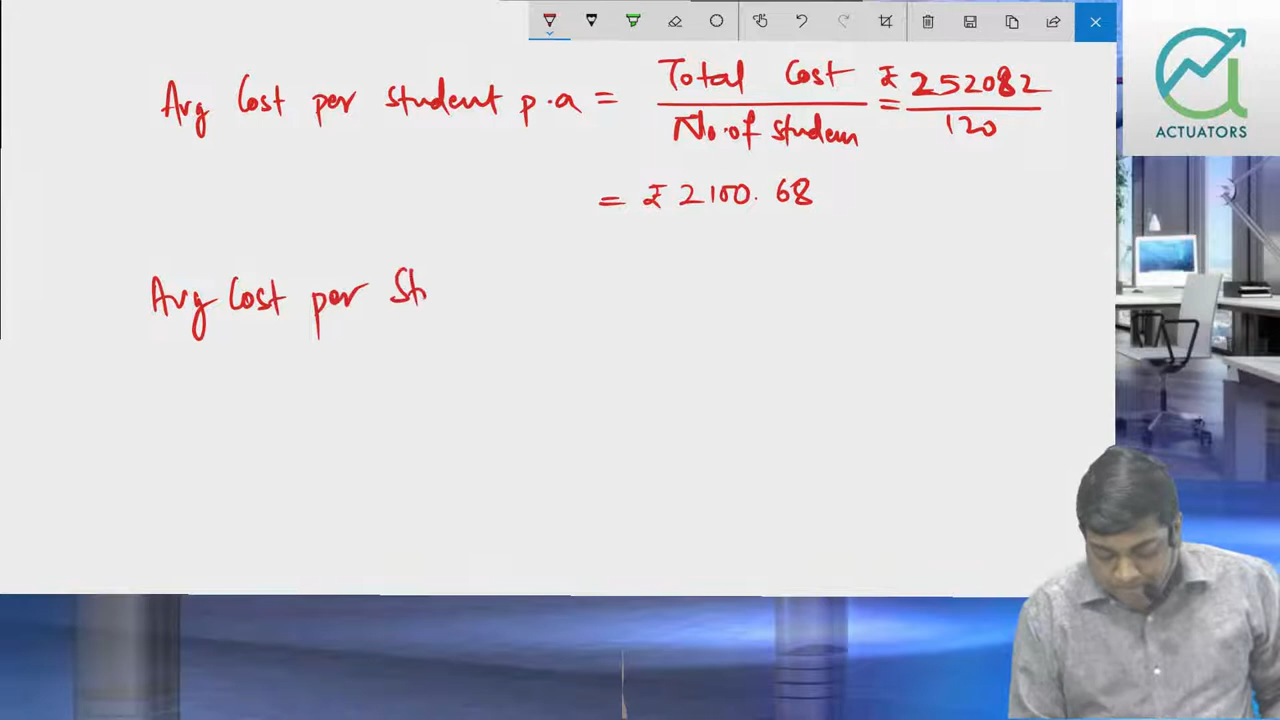 Avg Cost per student p.a = Total Cost / No. of studen = ₹ 252082 / 120
= ₹ 2100.68
Avg Cost per St
ACTUATORS